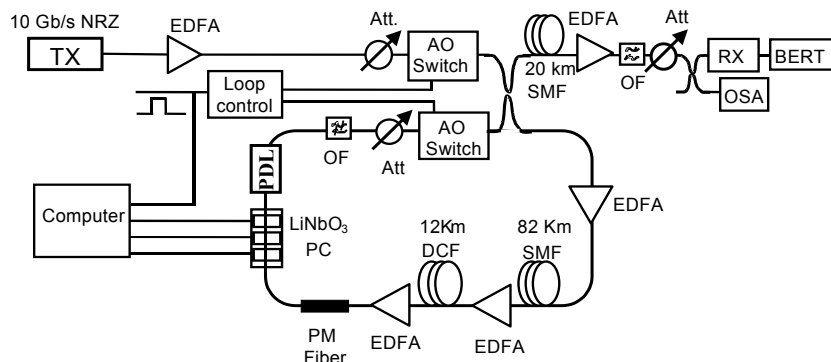 10 Gb/s NRZ
EDFA
Att.
EDFA
Att
TX
AO
Switch
20 km
SMF
OF
RX
BERT
OSA
Loop
control
OF
Att
AO
Switch
PDL
EDFA
Computer
LiNbO3
PC
12Km
DCF
82 Km
SMF
EDFA
EDFA
PM
Fiber